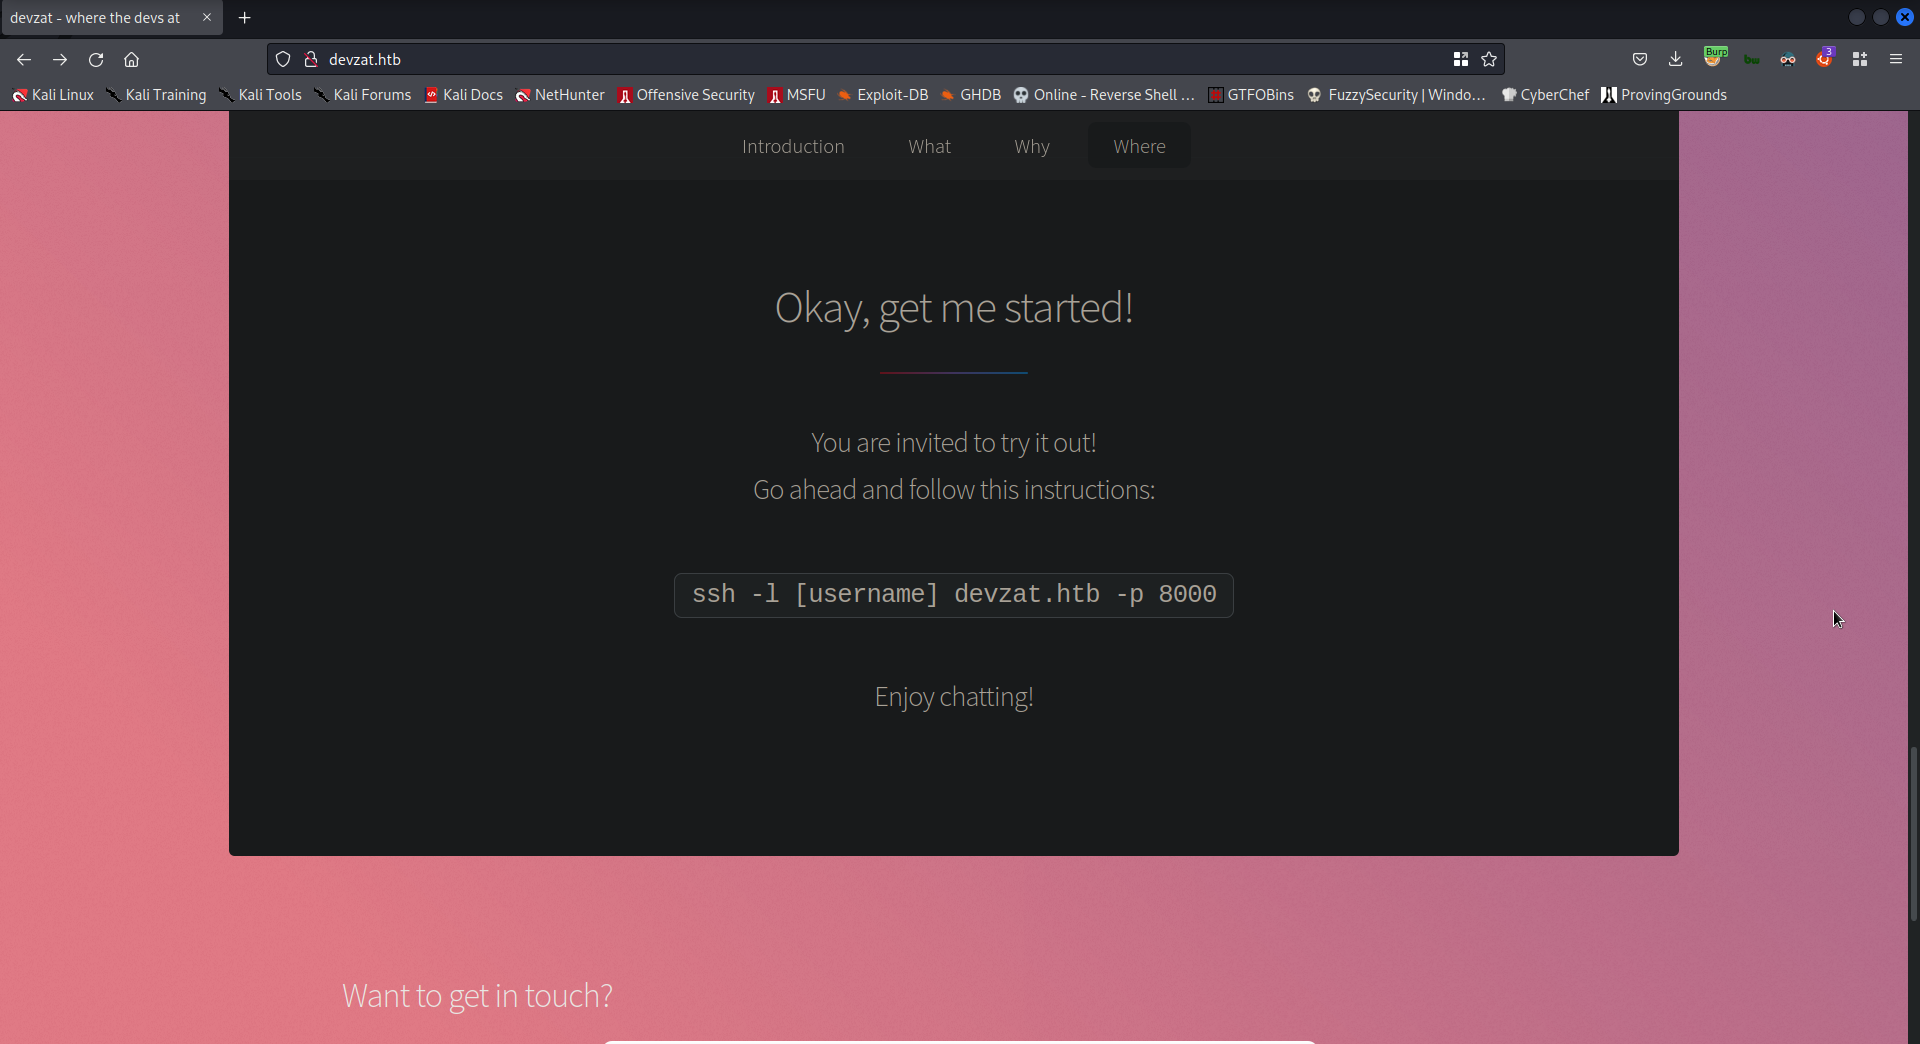 devzat - where the devs at
devzat.htb
Burp
3
Kali Linux Kali Training Kali Tools Kali Forums Kali Docs NetHunter Offensive Security MSFU Exploit-DB GHDB Online - Reverse Shell … GTFOBins FuzzySecurity | Windo… CyberChef ProvingGrounds
Introduction What Why Where
Okay, get me started!
You are invited to try it out!
Go ahead and follow this instructions:
ssh -l [username] devzat.htb -p 8000
Enjoy chatting!
Want to get in touch?